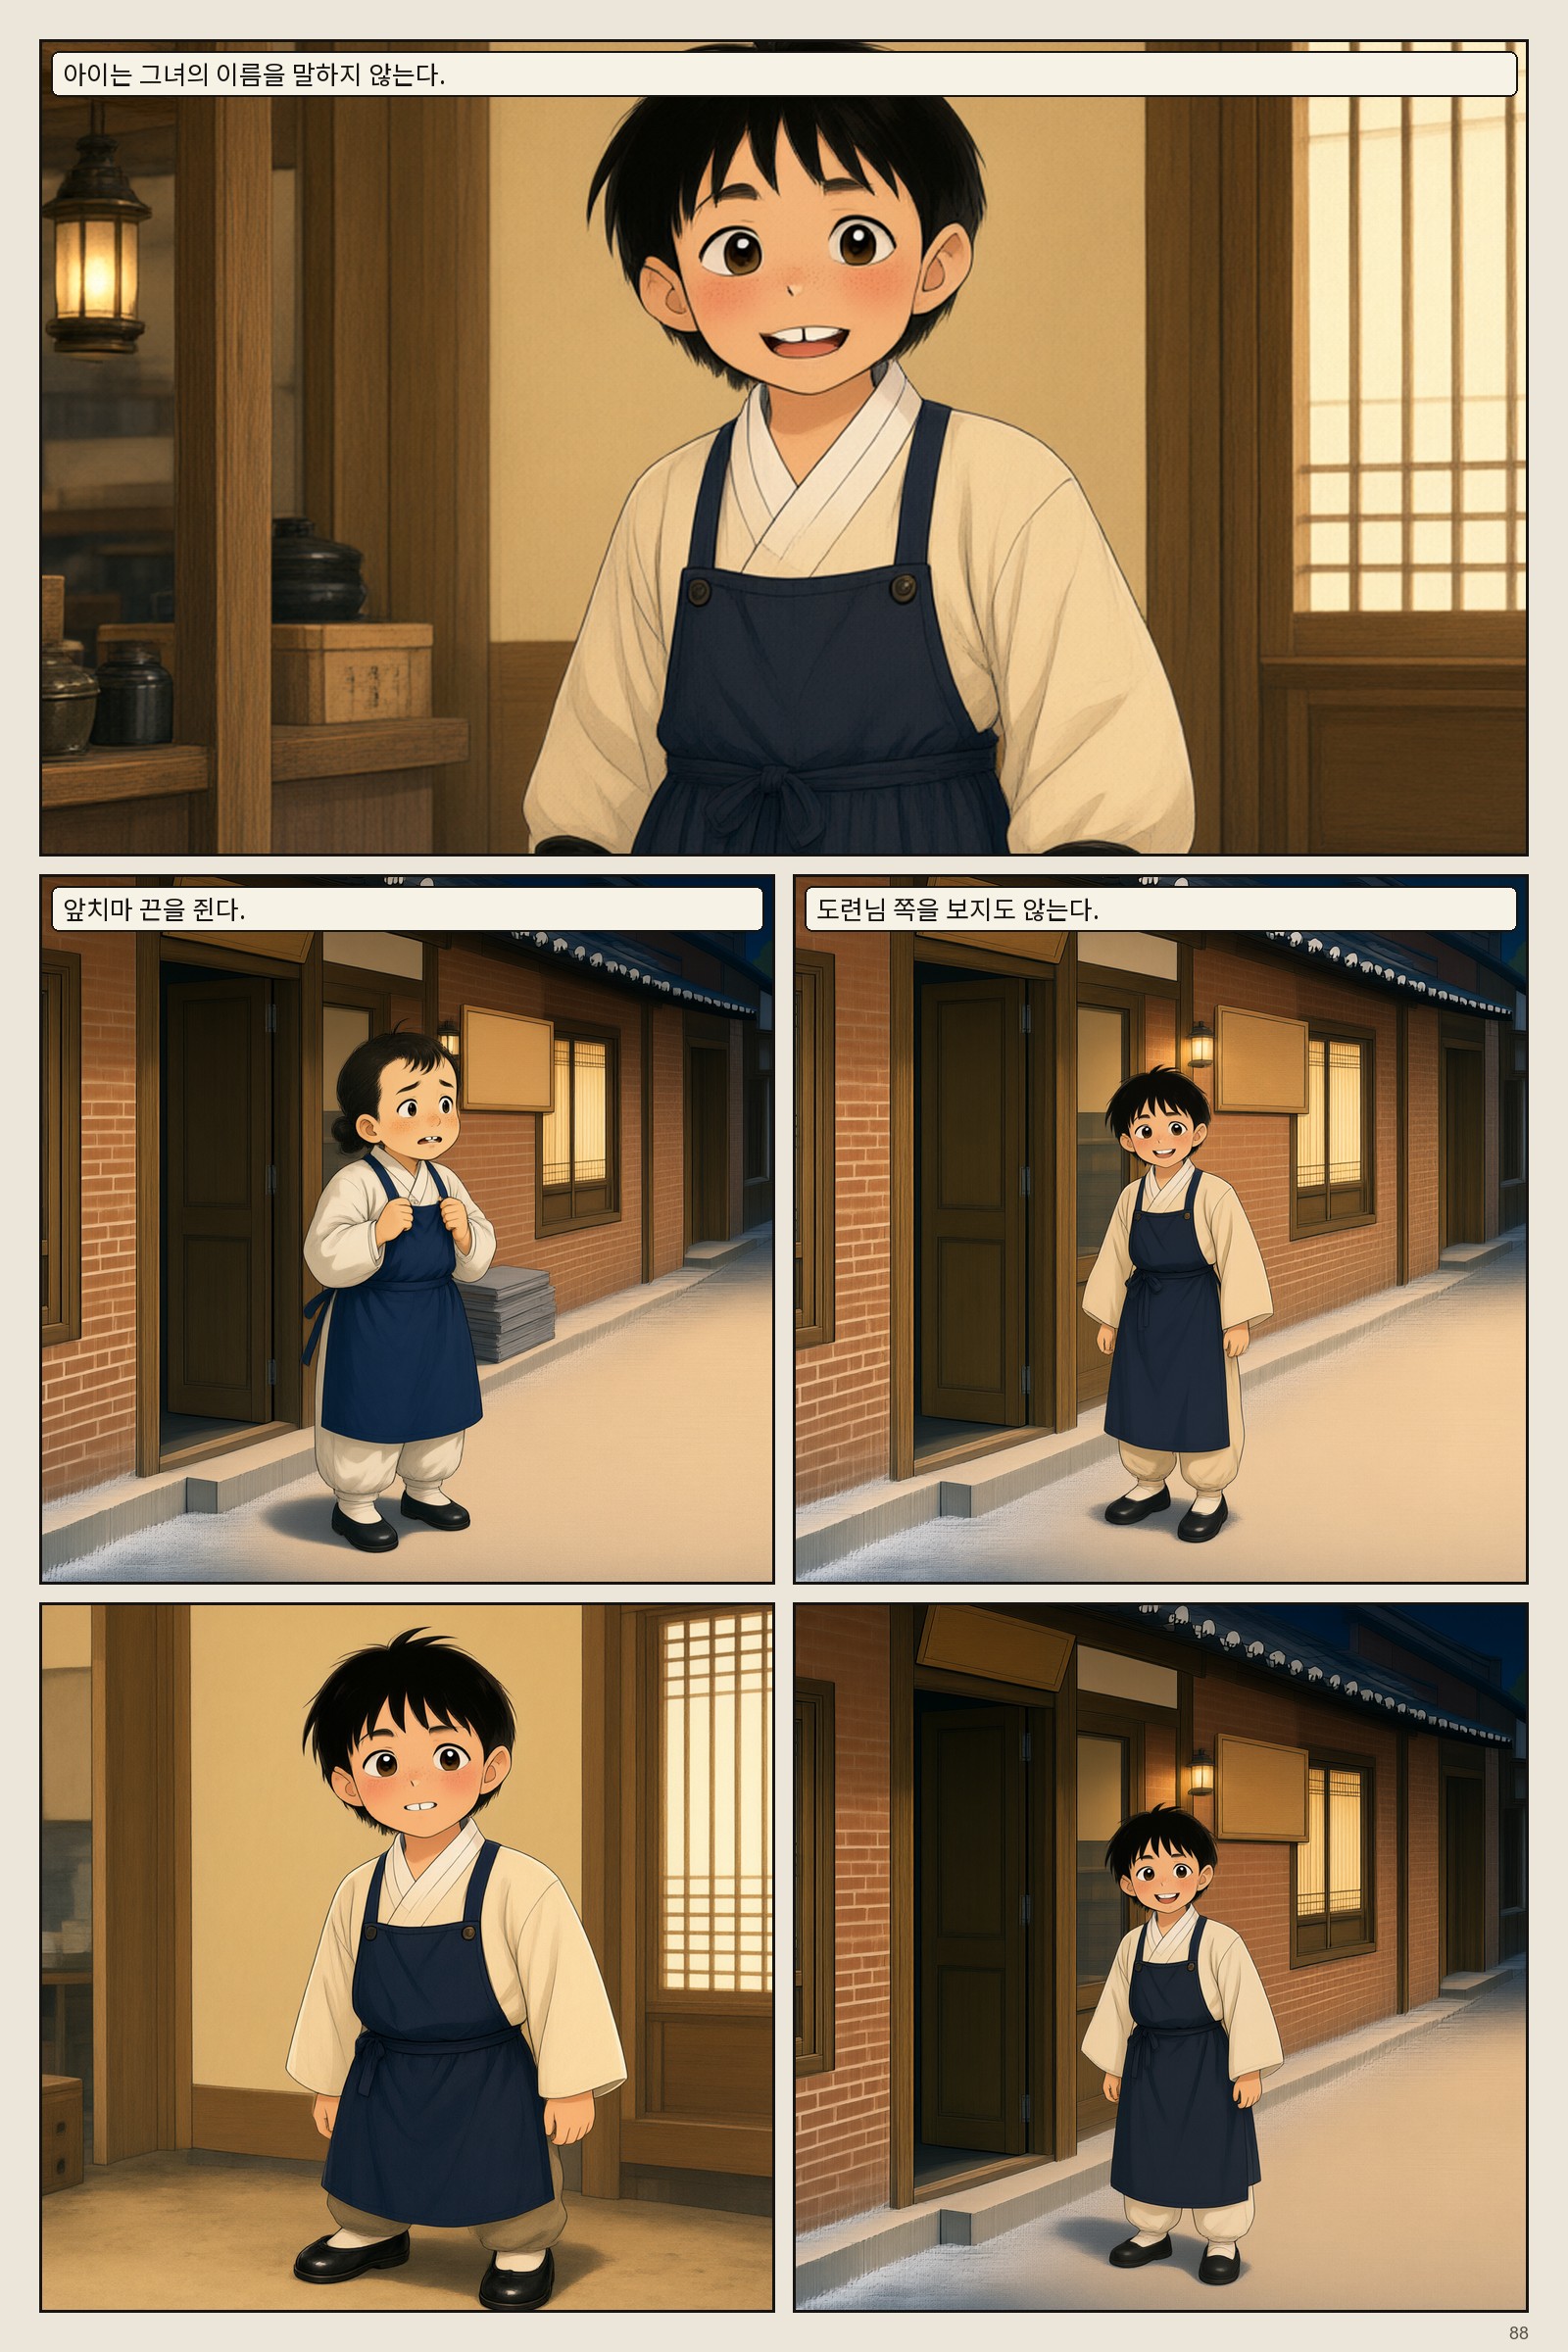 아이는 그녀의 이름을 말하지 않는다.
앞치마 끈을 쥔다.
도련님 쪽을 보지도 않는다.
88